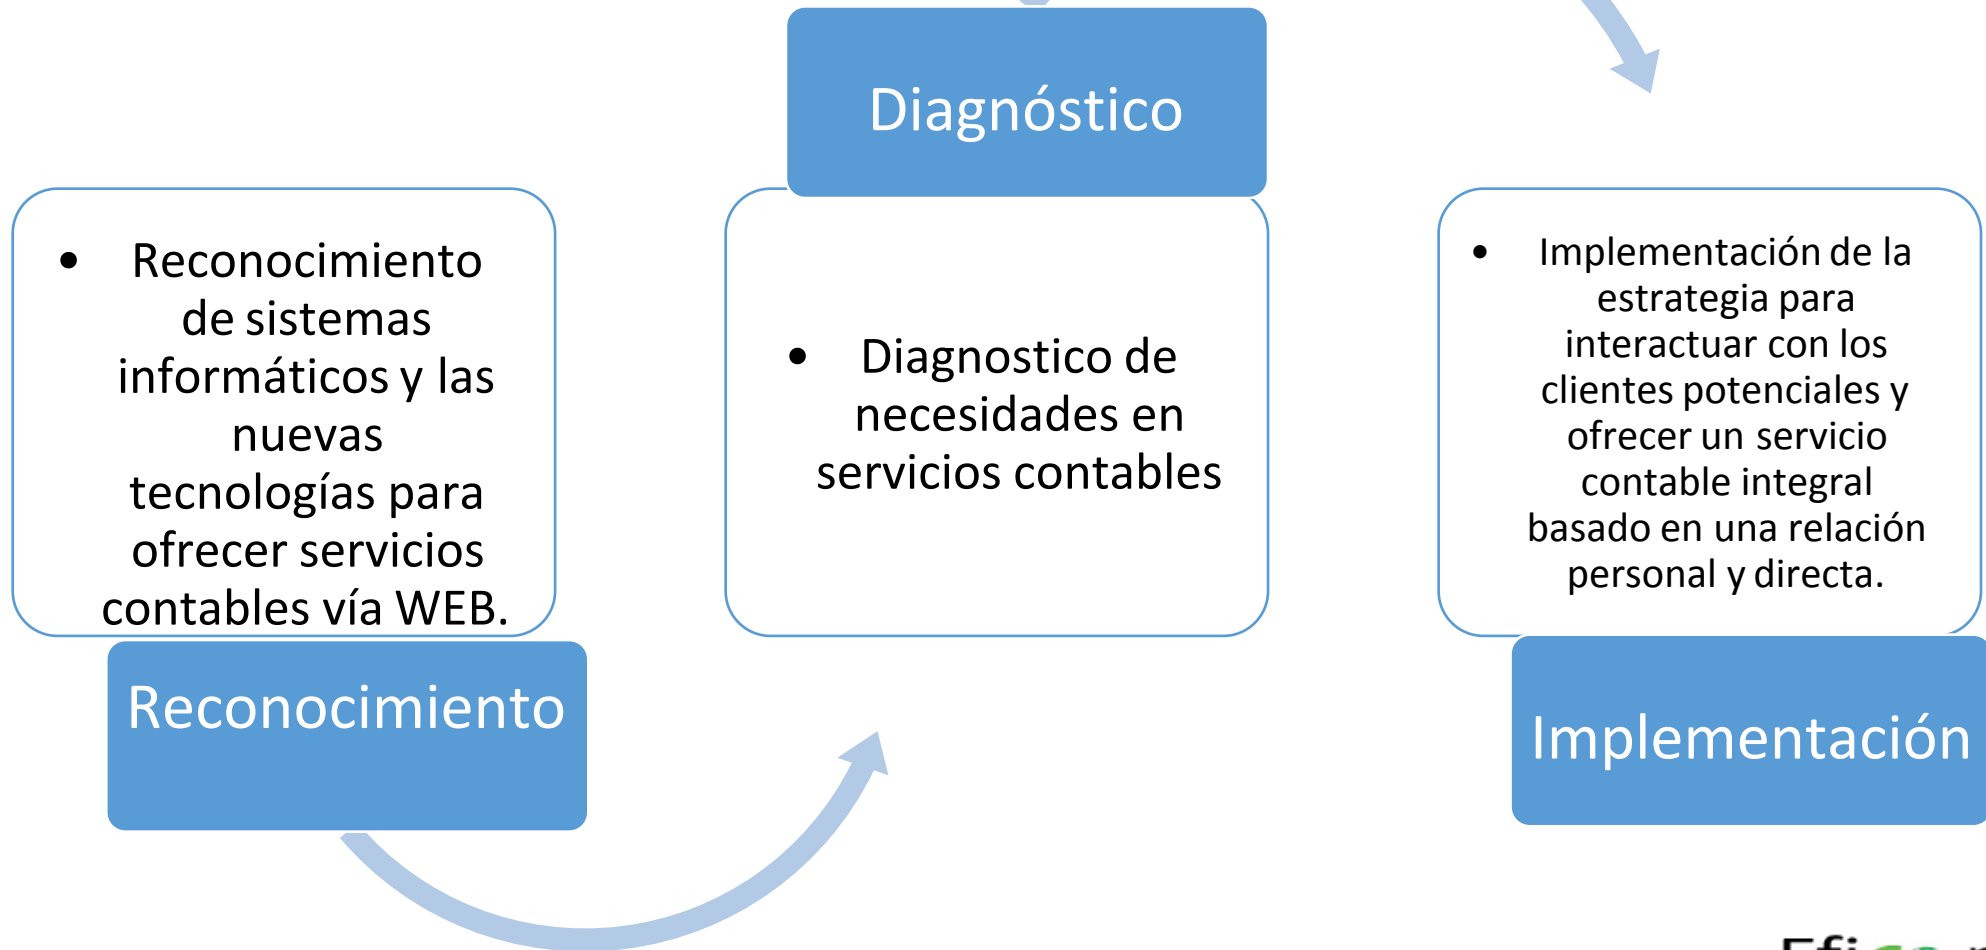 Diagnóstico
• Reconocimiento
de sistemas
informáticos y las
nuevas
tecnologías para
ofrecer servicios
contables vía WEB.
Reconocimiento
• Diagnostico de
necesidades en
servicios contables
• Implementación de la
estrategia para
interactuar con los
clientes potenciales y
ofrecer un servicio
contable integral
basado en una relación
personal y directa.
Implementación